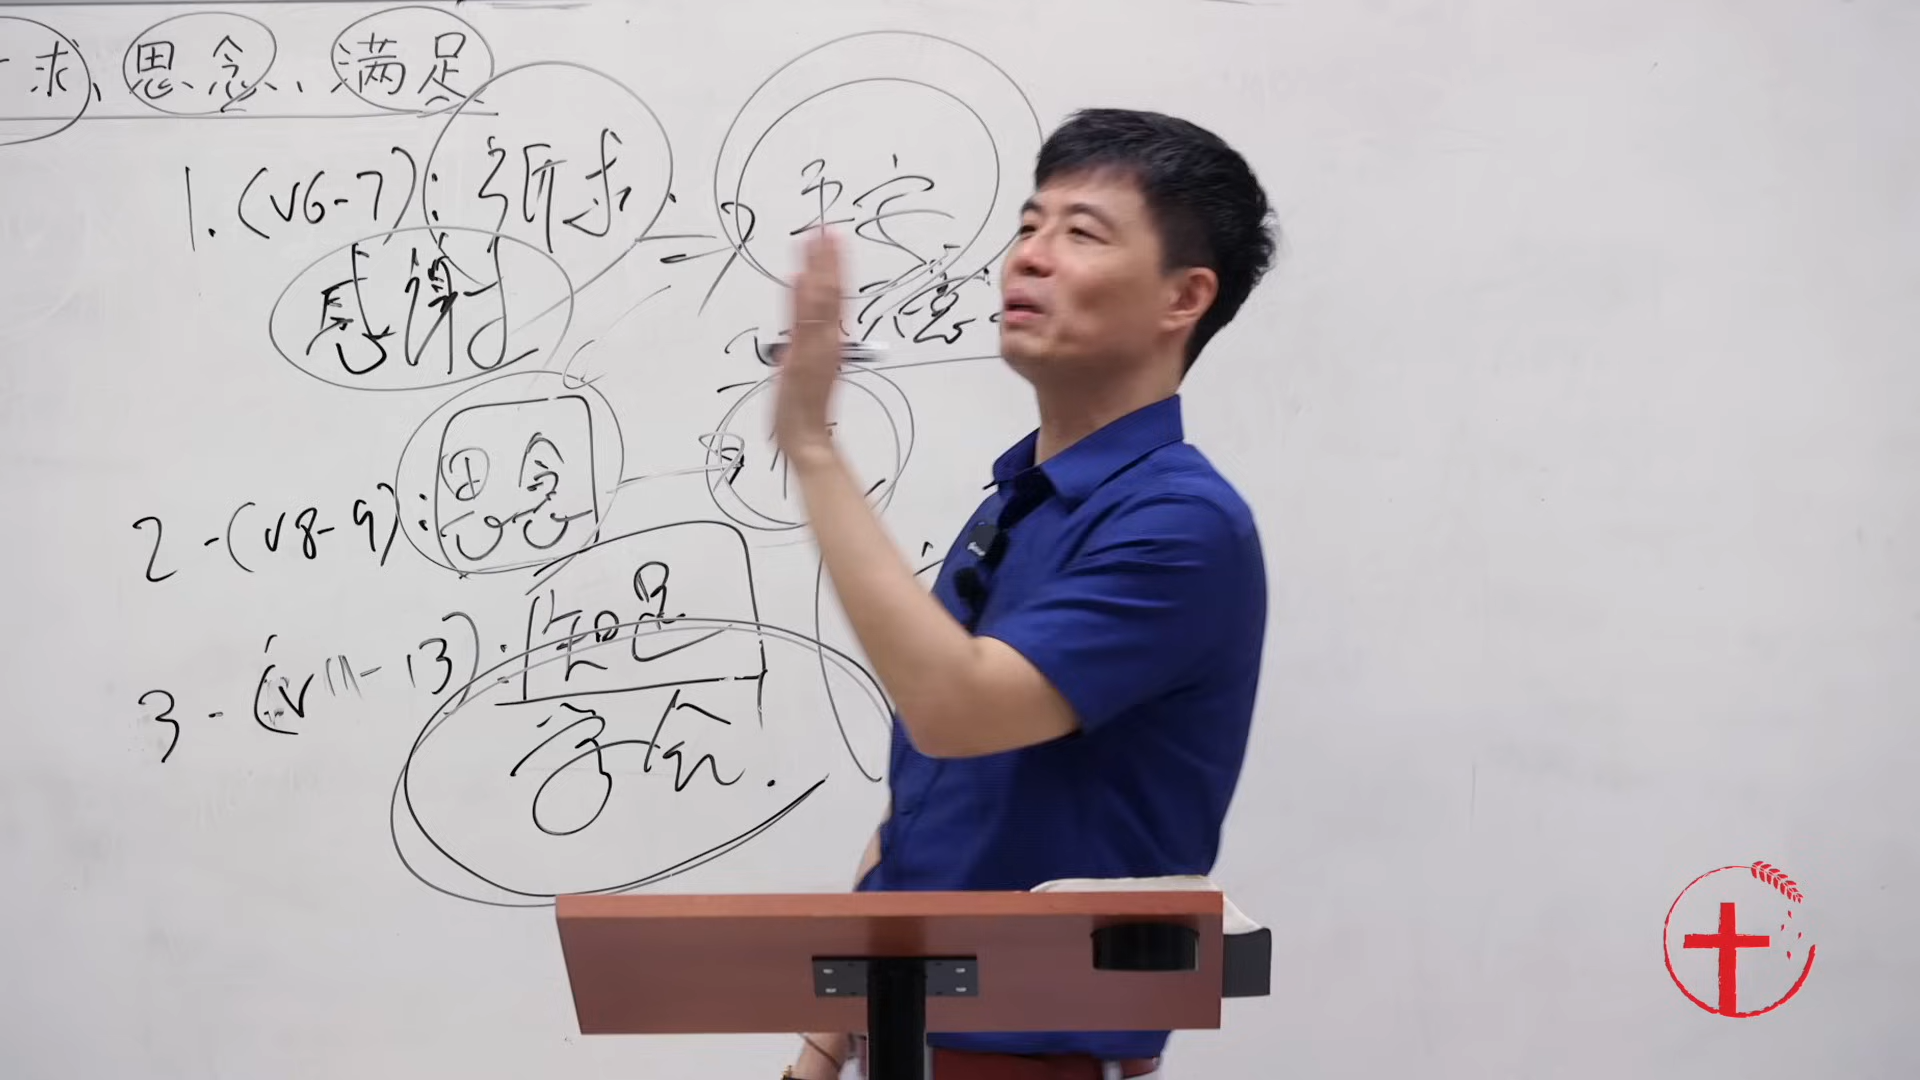 求、思念、满足
1.(v6-7): 祈求. 平安
感谢
2-(v8-9): 思念
3-(v11-13): 知足
学会.